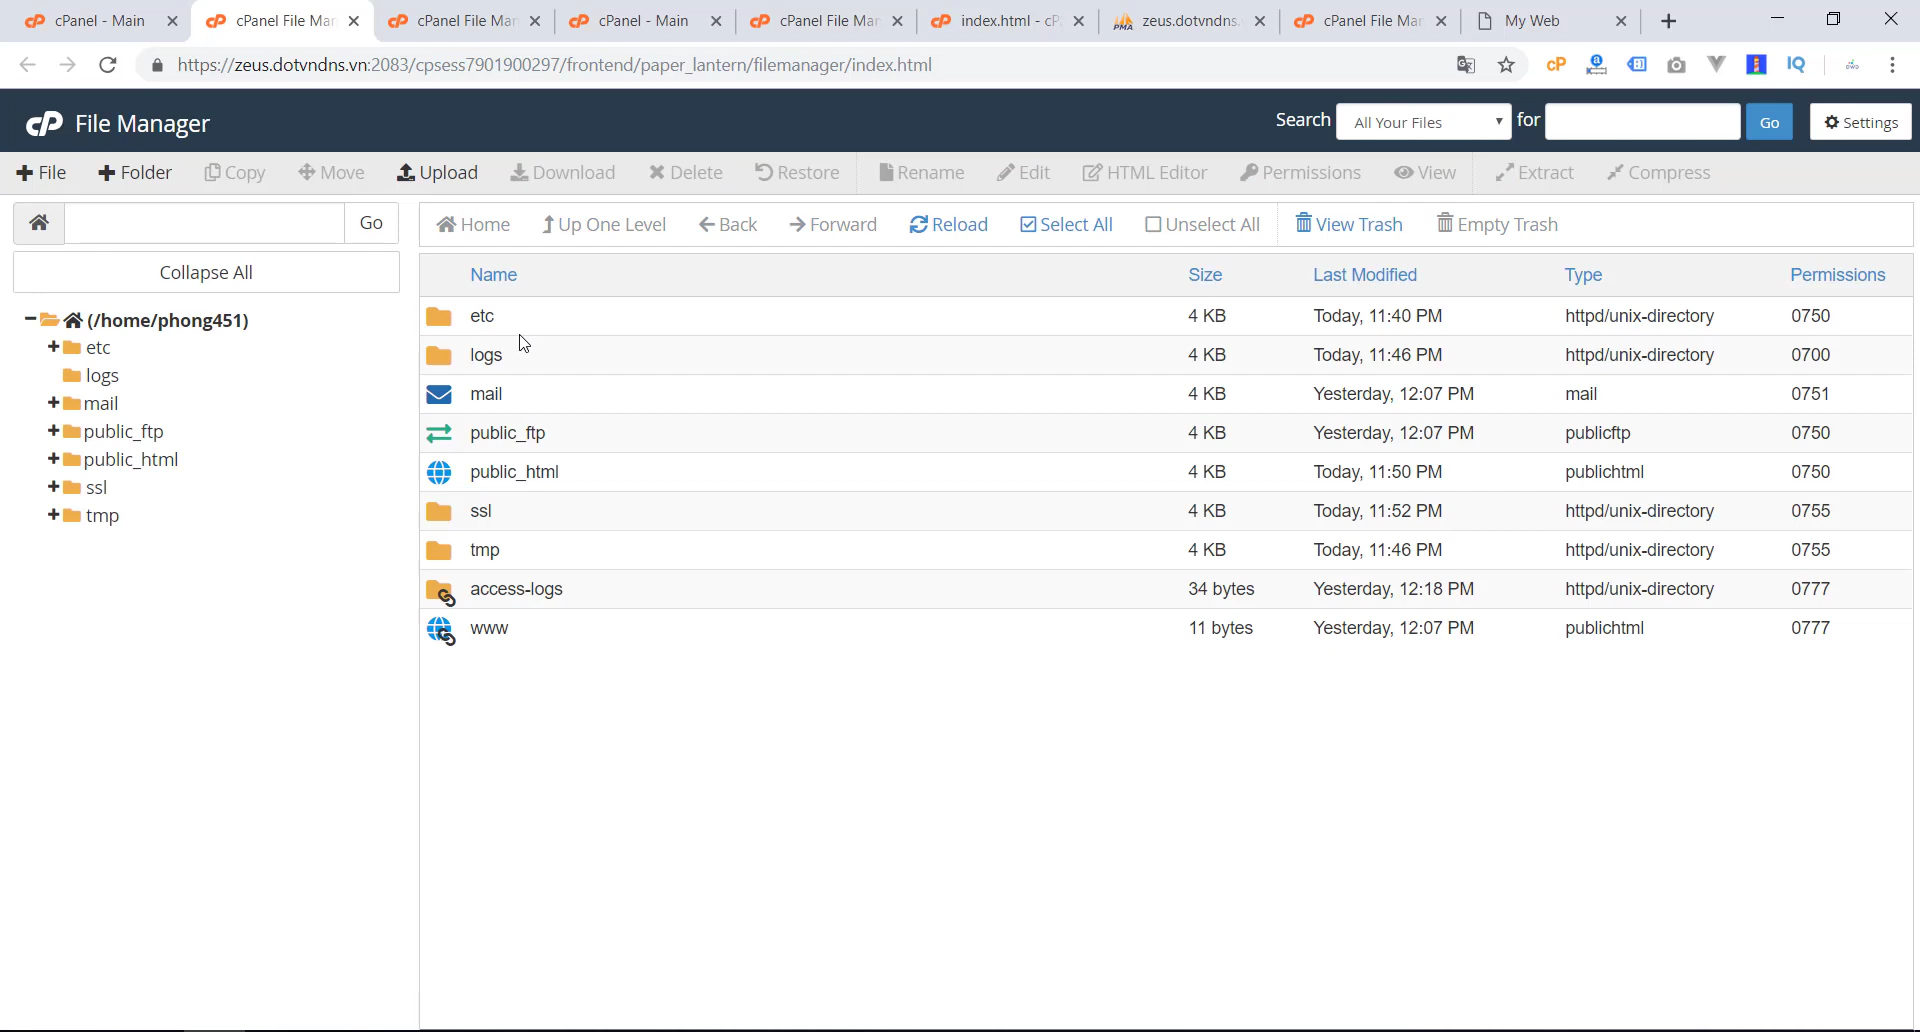 cPanel - Main
cPanel File Mar
cPanel File Mar
cPanel - Main
cPanel File Mar
index.html - cP
PMA
zeus.dotvndns.
cPanel File Mar
My Web
https://zeus.dotvndns.vn:2083/cpsess7901900297/frontend/paper_lantern/filemanager/index.html
cP
IQ
cP File Manager
Search All Your Files for Go Settings
File Folder Copy Move Upload Download Delete Restore Rename Edit HTML Editor Permissions View Extract Compress
Go
Home Up One Level Back Forward Reload Select All Unselect All View Trash Empty Trash
Collapse All
(/home/phong451)
etc
logs
mail
public_ftp
public_html
ssl
tmp
Name Size Last Modified Type Permissions
etc 4 KB Today, 11:40 PM httpd/unix-directory 0750
logs 4 KB Today, 11:46 PM httpd/unix-directory 0700
mail 4 KB Yesterday, 12:07 PM mail 0751
public_ftp 4 KB Yesterday, 12:07 PM publicftp 0750
public_html 4 KB Today, 11:50 PM publichtml 0750
ssl 4 KB Today, 11:52 PM httpd/unix-directory 0755
tmp 4 KB Today, 11:46 PM httpd/unix-directory 0755
access-logs 34 bytes Yesterday, 12:18 PM httpd/unix-directory 0777
www 11 bytes Yesterday, 12:07 PM publichtml 0777